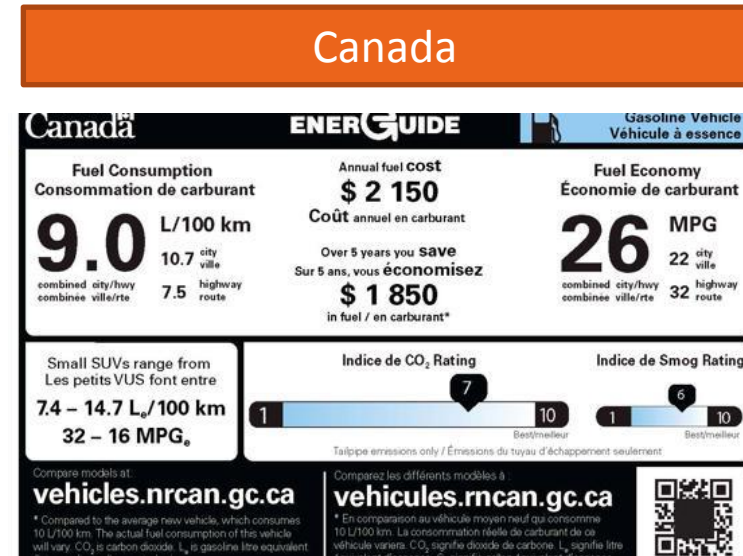 Canada
Canada
ENERGUIDE
Gasoline Vehicle
Véhicule à essence
Fuel Consumption
Consommation de carburant
9.0
L/100 km
10.7 city
ville
7.5 highway
route
combined city/hwy
combinée ville/rte
Annual fuel cost
$ 2 150
Coût annuel en carburant
Over 5 years you save
Sur 5 ans, vous économisez
$ 1 850
in fuel / en carburant*
Fuel Economy
Économie de carburant
26
MPG
22 city
ville
32 highway
route
combined city/hwy
combinée ville/rte
Small SUVs range from
Les petits VUS font entre
7.4 – 14.7 Le/100 km
32 – 16 MPGe
Indice de CO₂ Rating
1
7
10
Best/meilleur
Indice de Smog Rating
1
6
10
Best/meilleur
Tailpipe emissions only / Émissions du tuyau d'échappement seulement
Compare models at:
vehicles.nrcan.gc.ca
* Compared to the average new vehicle, which consumes
10 L/100 km. The actual fuel consumption of this vehicle
will vary. CO₂ is carbon dioxide. Le is gasoline litre equivalent
Comparez les différents modèles à :
vehicules.rncan.gc.ca
* En comparaison au véhicule moyen neuf qui consomme
10 L/100 km. La consommation réelle de carburant de ce
véhicule variera. CO₂ signifie dioxide de carbone. Le signifie litre